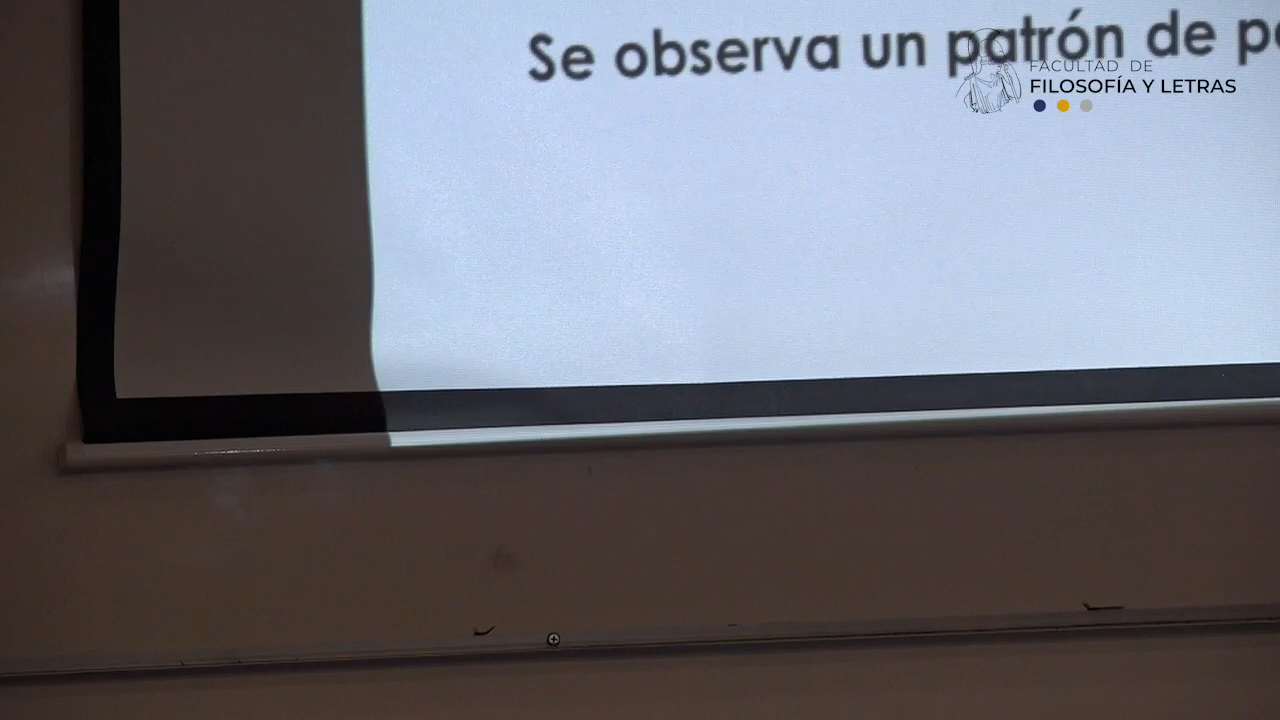 Se observa un patrón de
FACULTAD DE
FILOSOFÍA Y LETRAS